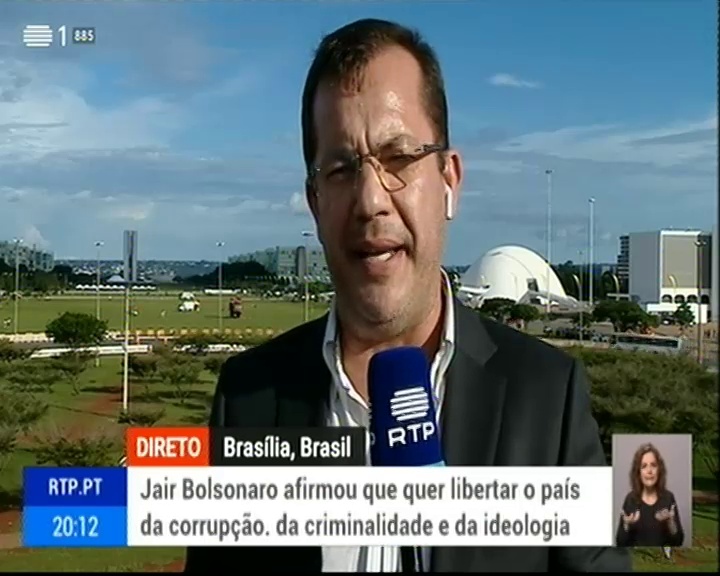 1 885
RTP
DIRETO Brasília, Brasil
RTP.PT
20:12
Jair Bolsonaro afirmou que quer libertar o país
da corrupção. da criminalidade e da ideologia